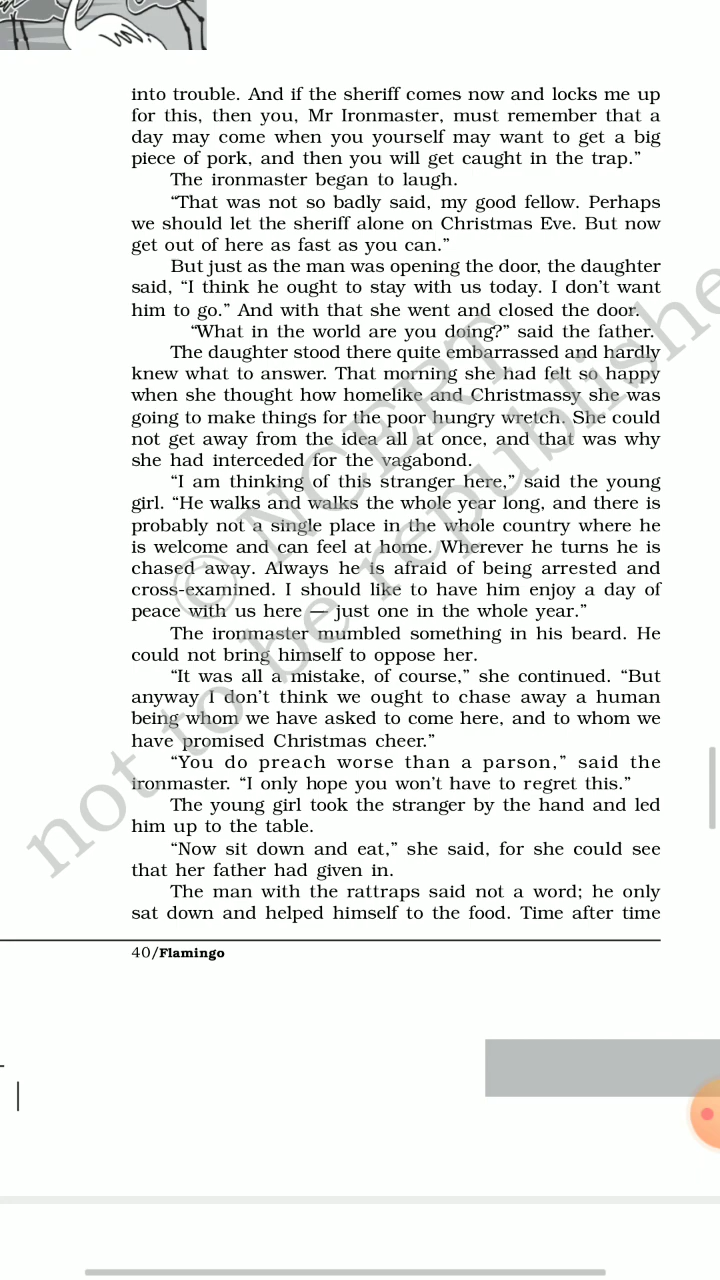 into trouble. And if the sheriff comes now and locks me up
for this, then you, Mr Ironmaster, must remember that a
day may come when you yourself may want to get a big
piece of pork, and then you will get caught in the trap.”
The ironmaster began to laugh.
“That was not so badly said, my good fellow. Perhaps
we should let the sheriff alone on Christmas Eve. But now
get out of here as fast as you can.”
But just as the man was opening the door, the daughter
said, “I think he ought to stay with us today. I don’t want
him to go.” And with that she went and closed the door.
“What in the world are you doing?” said the father.
The daughter stood there quite embarrassed and hardly
knew what to answer. That morning she had felt so happy
when she thought how homelike and Christmassy she was
going to make things for the poor hungry wretch. She could
not get away from the idea all at once, and that was why
she had interceded for the vagabond.
“I am thinking of this stranger here,” said the young
girl. “He walks and walks the whole year long, and there is
probably not a single place in the whole country where he
is welcome and can feel at home. Wherever he turns he is
chased away. Always he is afraid of being arrested and
cross-examined. I should like to have him enjoy a day of
peace with us here — just one in the whole year.”
The ironmaster mumbled something in his beard. He
could not bring himself to oppose her.
“It was all a mistake, of course,” she continued. “But
anyway I don’t think we ought to chase away a human
being whom we have asked to come here, and to whom we
have promised Christmas cheer.”
“You do preach worse than a parson,” said the
ironmaster. “I only hope you won’t have to regret this.”
The young girl took the stranger by the hand and led
him up to the table.
“Now sit down and eat,” she said, for she could see
that her father had given in.
The man with the rattraps said not a word; he only
sat down and helped himself to the food. Time after time
40/Flamingo
© NCERT
not to be republishe